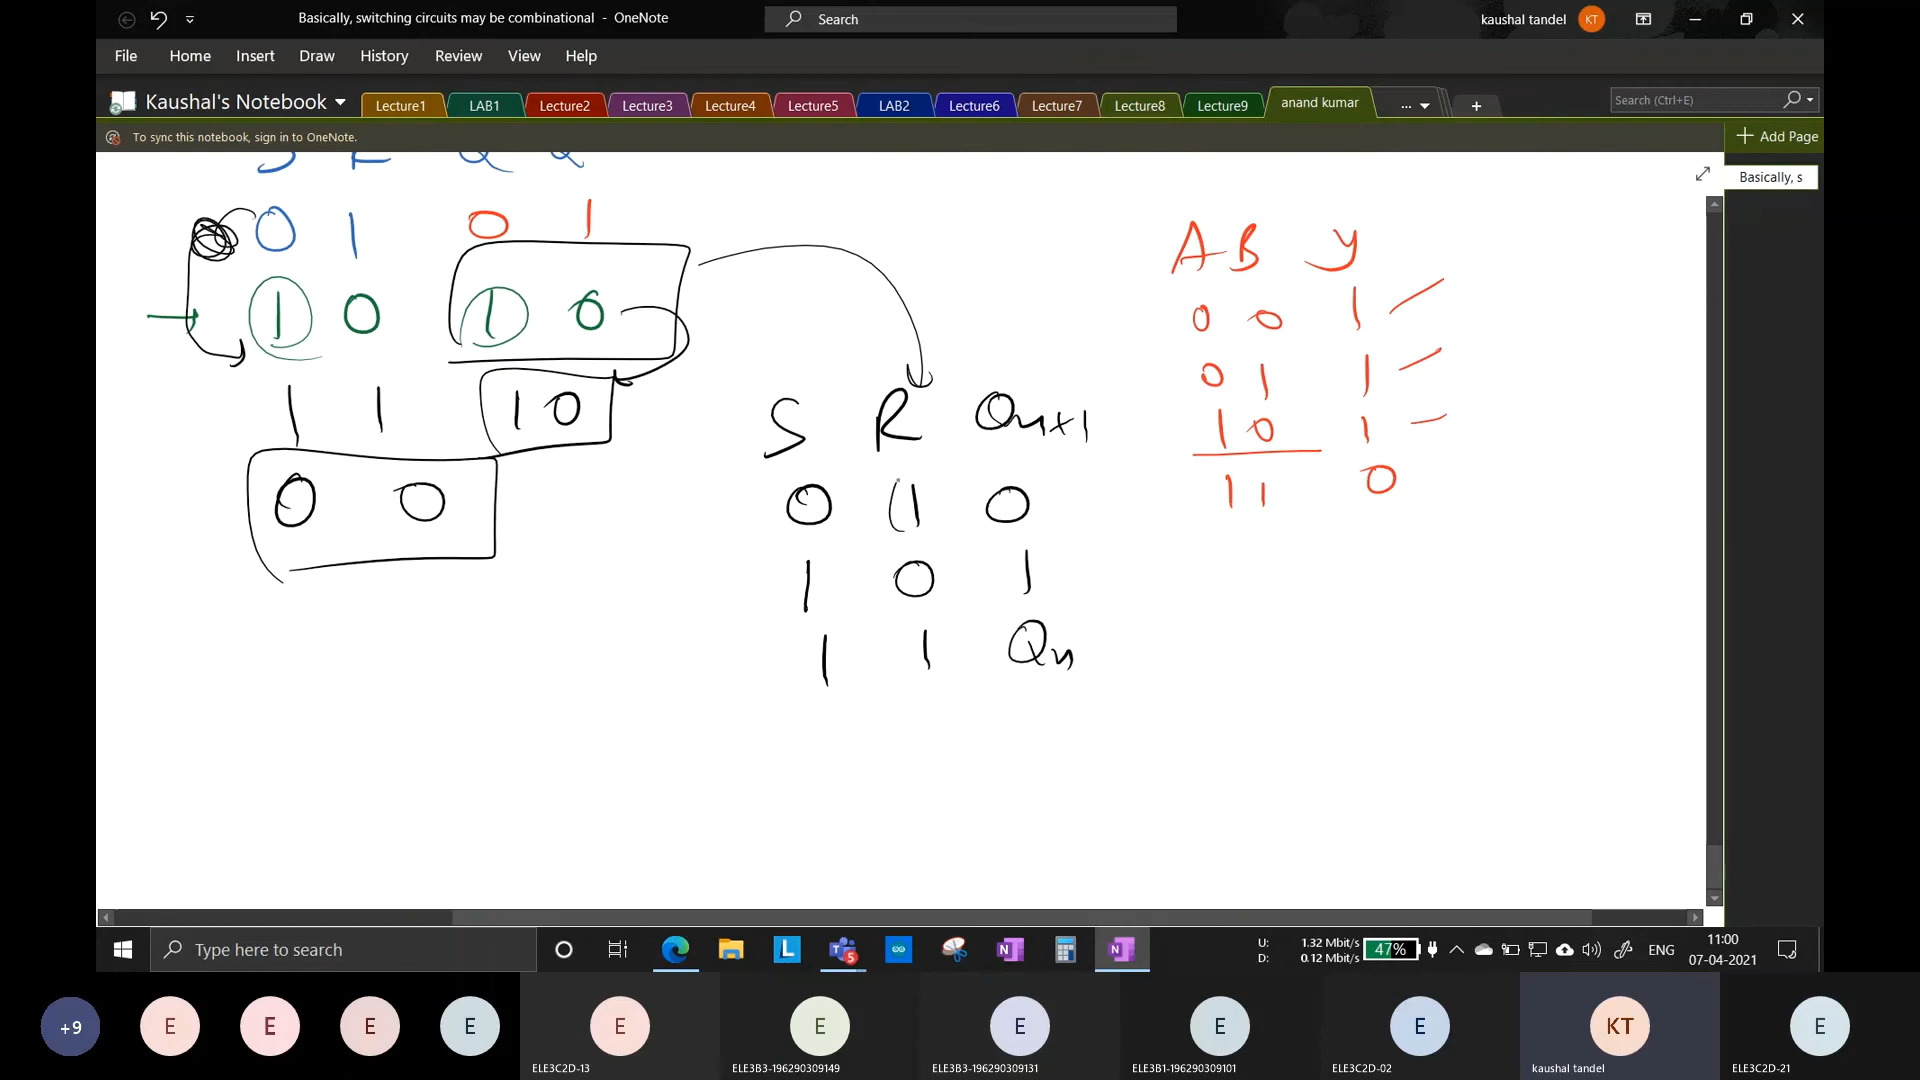 Basically, switching circuits may be combinational - OneNote
Search
kaushal tandel KT
File Home Insert Draw History Review View Help
Kaushal's Notebook Lecture1 LAB1 Lecture2 Lecture3 Lecture4 Lecture5 LAB2 Lecture6 Lecture7 Lecture8 Lecture9 anand kumar ... + Search (Ctrl+E)
To sync this notebook, sign in to OneNote.
+ Add Page
Basically, s
S R Q Q
0 1 0 1
1 0 1 0
1 1 1 0
0 0
S R Qn+1
0 1 0
1 0 1
1 1 Qn
A B Y
0 0 1
0 1 1
1 0 1
1 1 0
Type here to search
U: 1.32 Mbit/s
D: 0.12 Mbit/s
47%
ENG
11:00
07-04-2021
+9 E E E E E E E E E KT E
ELE3C2D-13 ELE3B3-196290309149 ELE3B3-196290309131 ELE3B1-196290309101 ELE3C2D-02 kaushal tandel ELE3C2D-21